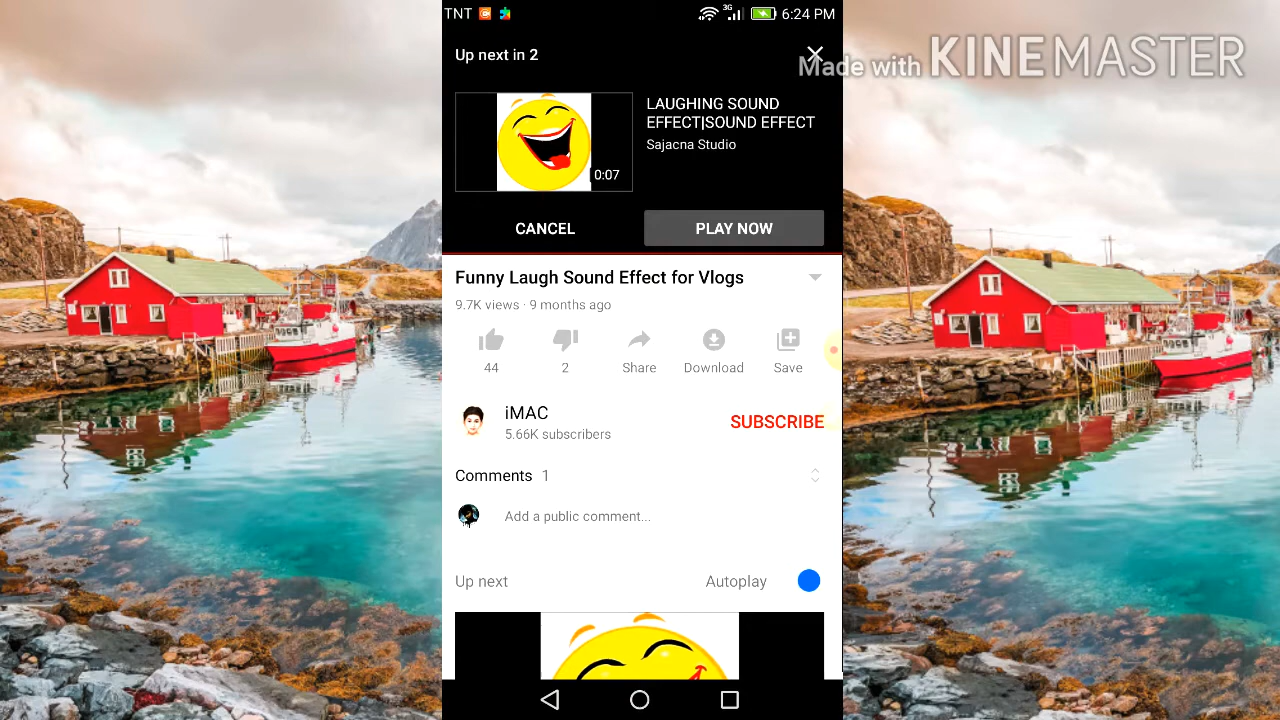 TNT 3G 6:24 PM
Up next in 2
Made with KINEMASTER
LAUGHING SOUND
EFFECT|SOUND EFFECT
Sajacna Studio
0:07
CANCEL PLAY NOW
Funny Laugh Sound Effect for Vlogs
9.7K views · 9 months ago
44 2 Share Download Save
iMAC
5.66K subscribers
SUBSCRIBE
Comments 1
Add a public comment...
Up next Autoplay